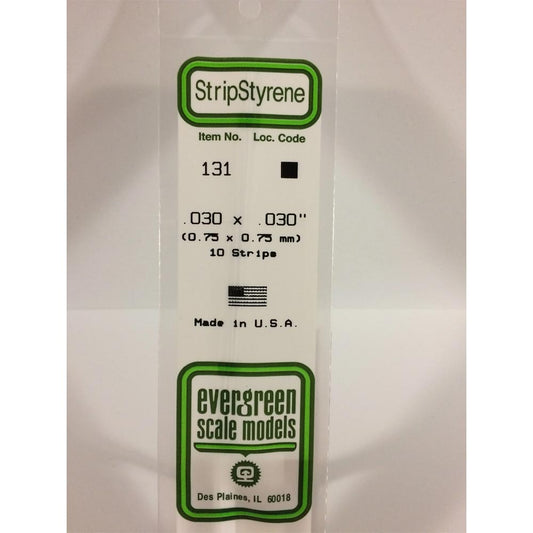 StripStyrene
Item No. Loc. Code
131
.030 x .030"
(0.75 x 0.75 mm)
10 Strips
Made in U.S.A.
evergreen
scale models
Des Plaines, IL 60018